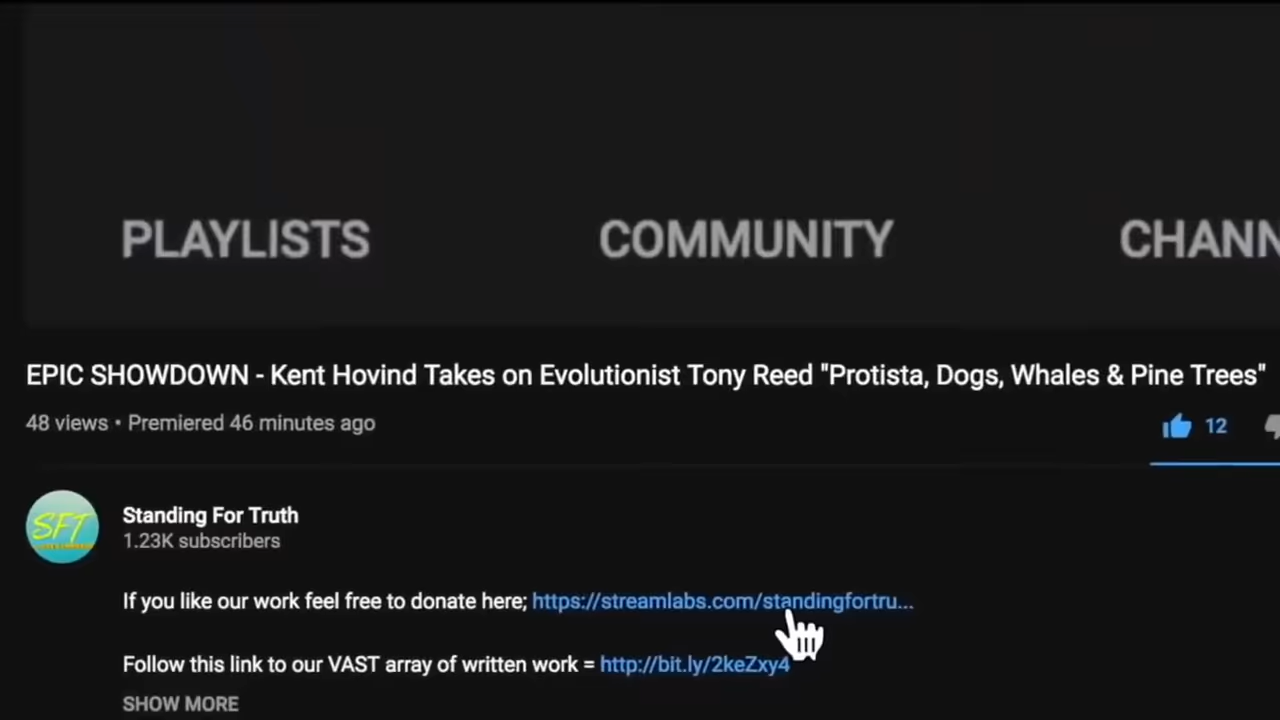 PLAYLISTS COMMUNITY CHANN
EPIC SHOWDOWN - Kent Hovind Takes on Evolutionist Tony Reed "Protista, Dogs, Whales & Pine Trees"
48 views • Premiered 46 minutes ago
12
SFT
Standing For Truth
1.23K subscribers
If you like our work feel free to donate here; https://streamlabs.com/standingfortru...
Follow this link to our VAST array of written work = http://bit.ly/2keZxy4
SHOW MORE